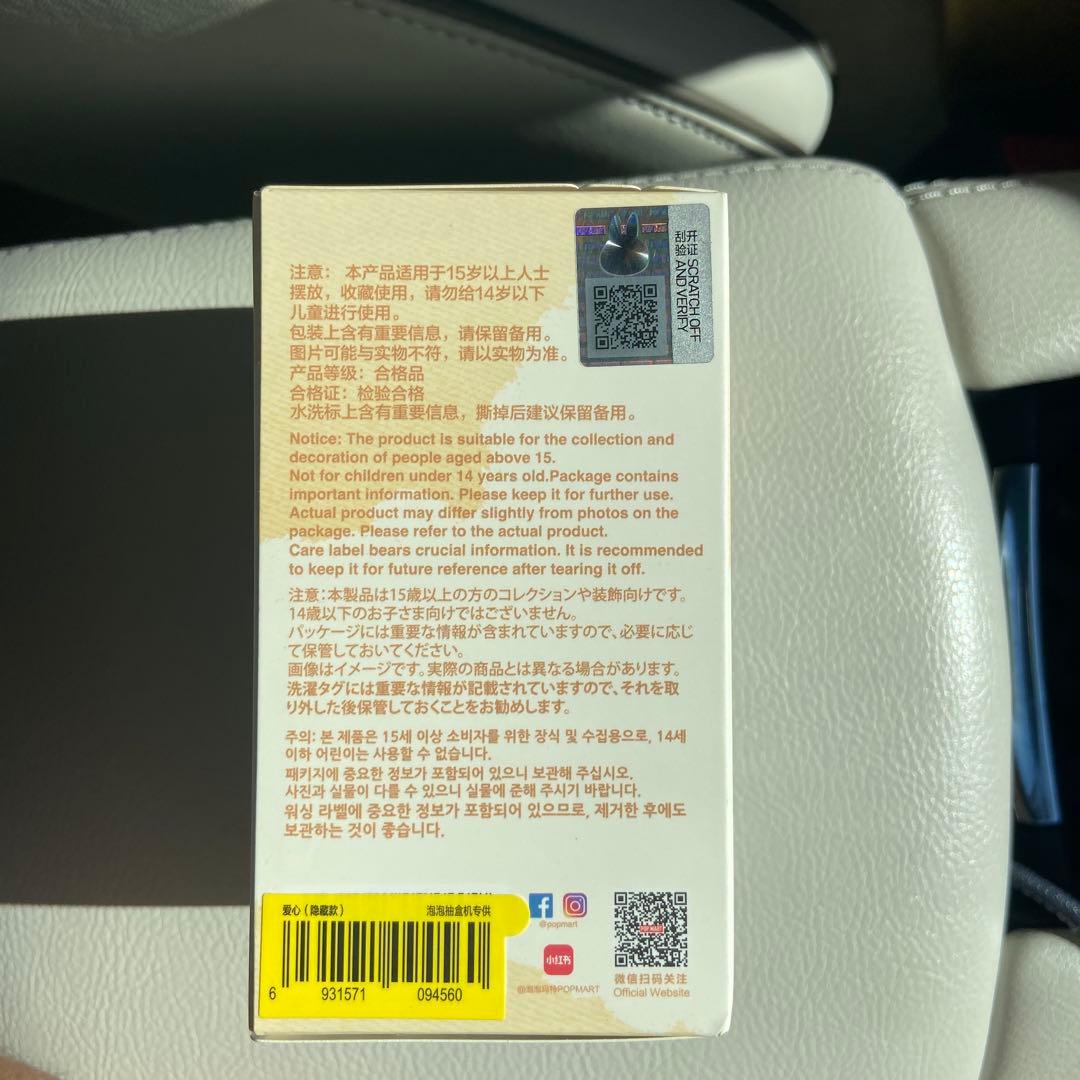 开涂 SCRATCH OFF
刮验 AND VERIFY
注意： 本产品适用于15岁以上人士
摆放，收藏使用，请勿给14岁以下
儿童进行使用。
包装上含有重要信息，请保留备用。
图片可能与实物不符，请以实物为准。
产品等级：合格品
合格证：检验合格
水洗标上含有重要信息，撕掉后建议保留备用。
Notice: The product is suitable for the collection and
decoration of people aged above 15.
Not for children under 14 years old.Package contains
important information. Please keep it for further use.
Actual product may differ slightly from photos on the
package. Please refer to the actual product.
Care label bears crucial information. It is recommended
to keep it for future reference after tearing it off.
注意：本製品は15歳以上の方のコレクションや装飾向けです。
14歳以下のお子さま向けではございません。
パッケージには重要な情報が含まれていますので、必要に応じ
て保管しておいてください。
画像はイメージです。実際の商品とは異なる場合があります。
洗濯タグには重要な情報が記載されていますので、それを取
り外した後保管しておくことをお勧めします。
주의: 본 제품은 15세 이상 소비자를 위한 장식 및 수집용으로, 14세
이하 어린이는 사용할 수 없습니다.
패키지에 중요한 정보가 포함되어 있으니 보관해 주십시오.
사진과 실물이 다를 수 있으니 실물에 준해 주시기 바랍니다.
워싱 라벨에 중요한 정보가 포함되어 있으므로, 제거한 후에도
보관하는 것이 좋습니다.
爱心（隐藏款） 泡泡抽盒机专供
6 931571 094560
@popmart
小红书
@泡泡玛特POPMART
POP MART
微信扫码关注
Official Website